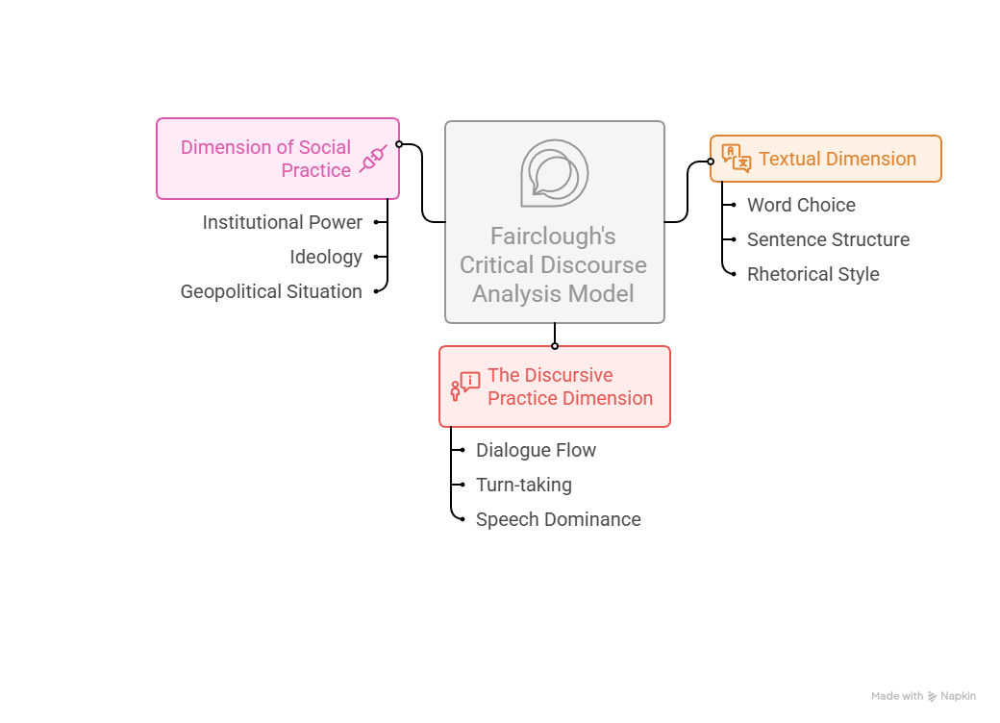 Fairclough's
Critical Discourse
Analysis Model
Dimension of Social
Practice
Institutional Power
Ideology
Geopolitical Situation
Textual Dimension
Word Choice
Sentence Structure
Rhetorical Style
The Discursive
Practice Dimension
Dialogue Flow
Turn-taking
Speech Dominance
Made with Napkin